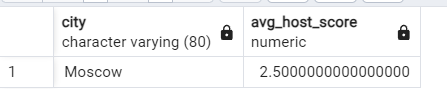 city
character varying (80)
avg_host_score
numeric
1
Moscow
2.5000000000000000